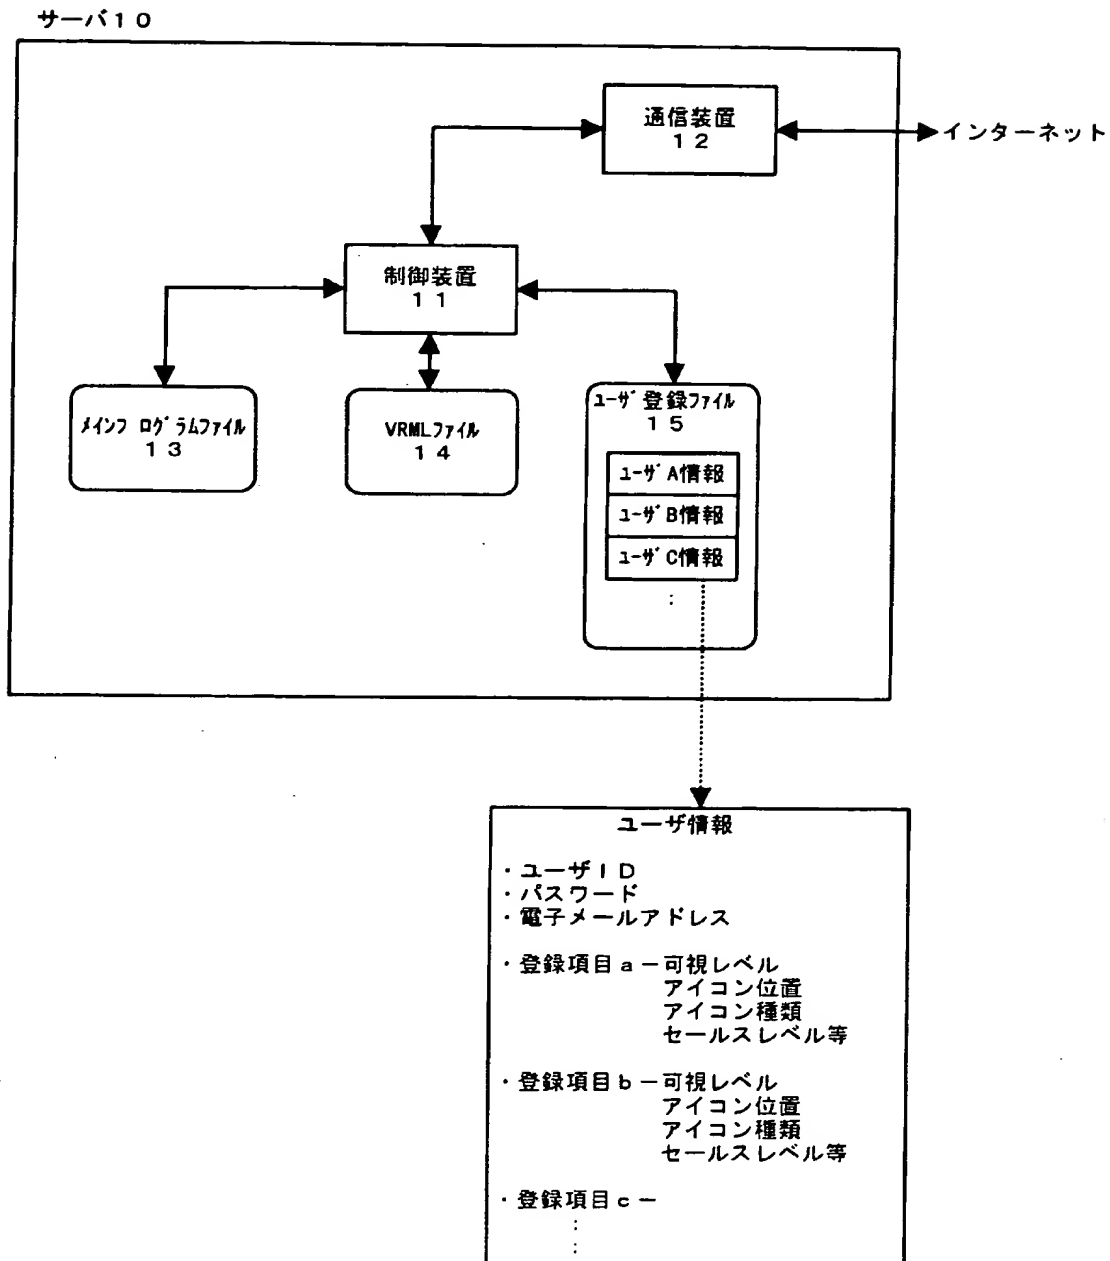 サーバ１０
通信装置
１２
インターネット
制御装置
１１
ﾒｲﾝﾌ ﾛｸﾞﾗﾑﾌｧｲﾙ
１３
VRMLﾌｧｲﾙ
１４
ﾕｰｻﾞ登録ﾌｧｲﾙ
１５
ﾕｰｻﾞA情報
ﾕｰｻﾞB情報
ﾕｰｻﾞC情報
:
ユーザ情報
・ユーザＩＤ
・パスワード
・電子メールアドレス
・登録項目ａ－可視レベル
アイコン位置
アイコン種類
セールスレベル等
・登録項目ｂ－可視レベル
アイコン位置
アイコン種類
セールスレベル等
・登録項目ｃ－
:
: